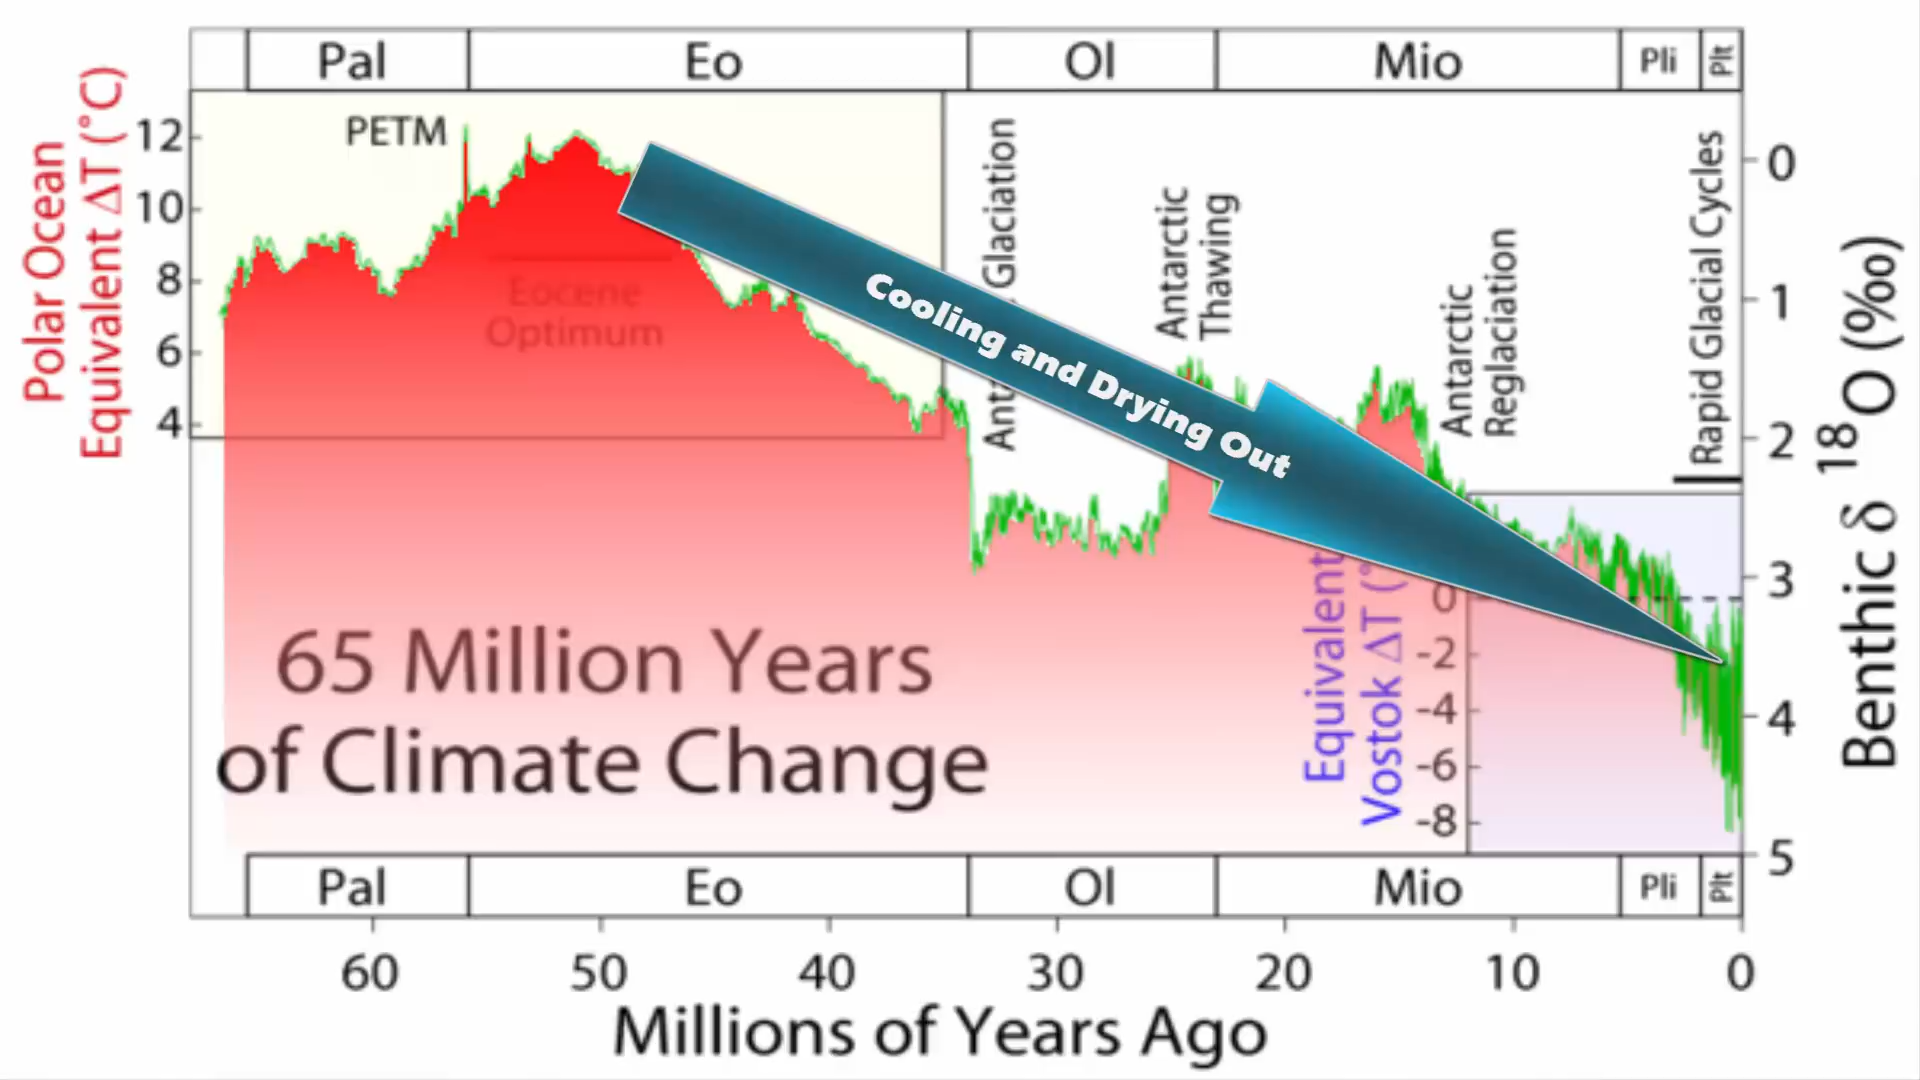 Pal Eo Ol Mio Pli Plt
Polar Ocean
Equivalent ΔT (°C)
12
10
8
6
4
PETM
Eocene
Optimum
Glaciation
Antarctic
Thawing
Antarctic
Reglaciation
Rapid Glacial Cycles
Cooling and Drying Out
0
1
2
3
4
5
Benthic δ 18O (‰)
65 Million Years
of Climate Change
Equivalent
Vostok ΔT (°
0
-2
-4
-6
-8
Pal Eo Ol Mio Pli Plt
60 50 40 30 20 10 0
Millions of Years Ago